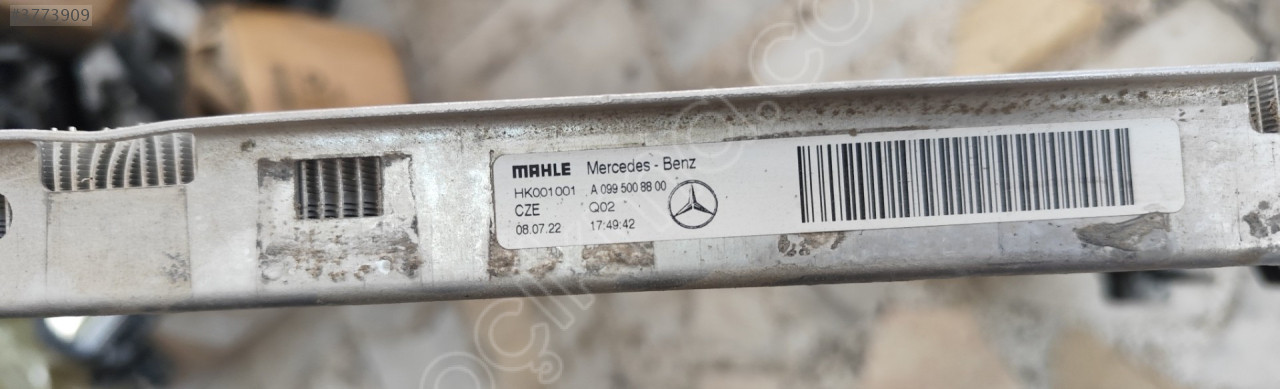 #3773909
MAHLE Mercedes - Benz
HK001001 A 099 500 88 00
CZE Q02
08.07.22 17:49:42